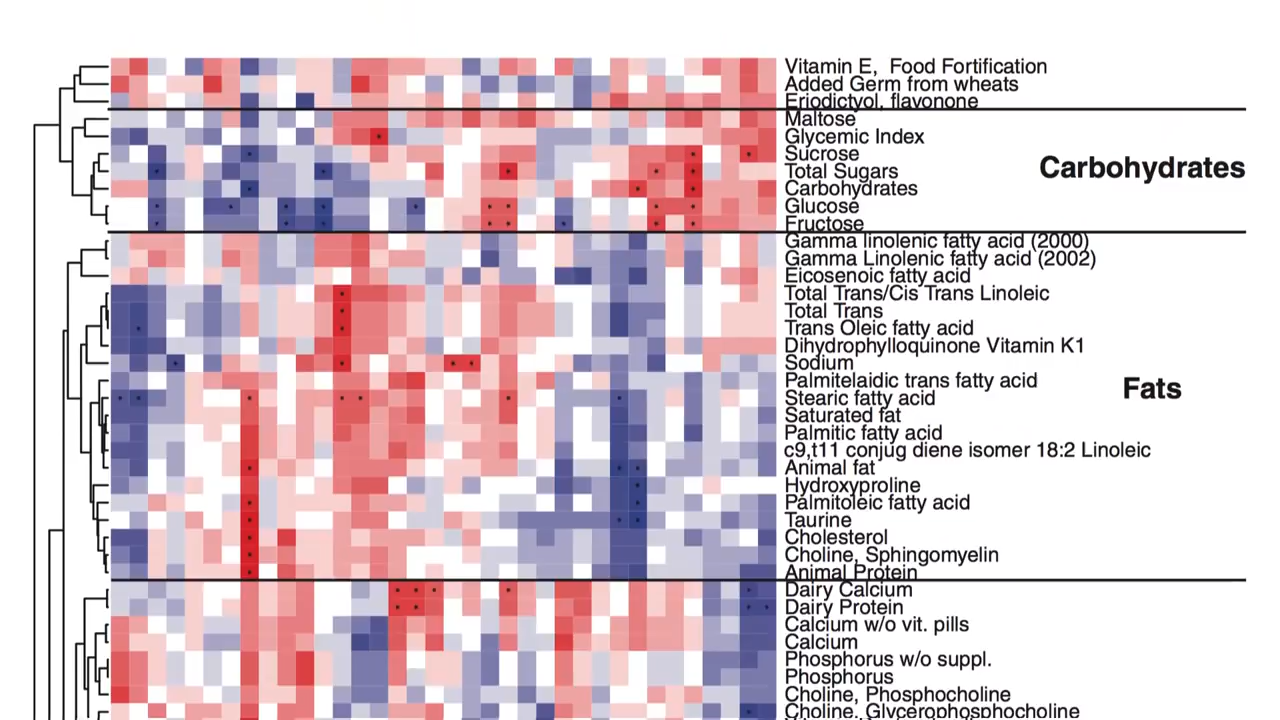 Vitamin E,  Food Fortification
Added Germ from wheats
Eriodictyol, flavonone
Maltose
Glycemic Index
Sucrose
Total Sugars
Carbohydrates
Carbohydrates
Glucose
Fructose
Gamma linolenic fatty acid (2000)
Gamma Linolenic fatty acid (2002)
Eicosenoic fatty acid
Total Trans/Cis Trans Linoleic
Total Trans
Trans Oleic fatty acid
Dihydrophylloquinone Vitamin K1
Sodium
Palmitelaidic trans fatty acid
Fats
Stearic fatty acid
Saturated fat
Palmitic fatty acid
c9,t11 conjug diene isomer 18:2 Linoleic
Animal fat
Hydroxyproline
Palmitoleic fatty acid
Taurine
Cholesterol
Choline, Sphingomyelin
Animal Protein
Dairy Calcium
Dairy Protein
Calcium w/o vit. pills
Calcium
Phosphorus w/o suppl.
Phosphorus
Choline, Phosphocholine
Choline, Glycerophosphocholine